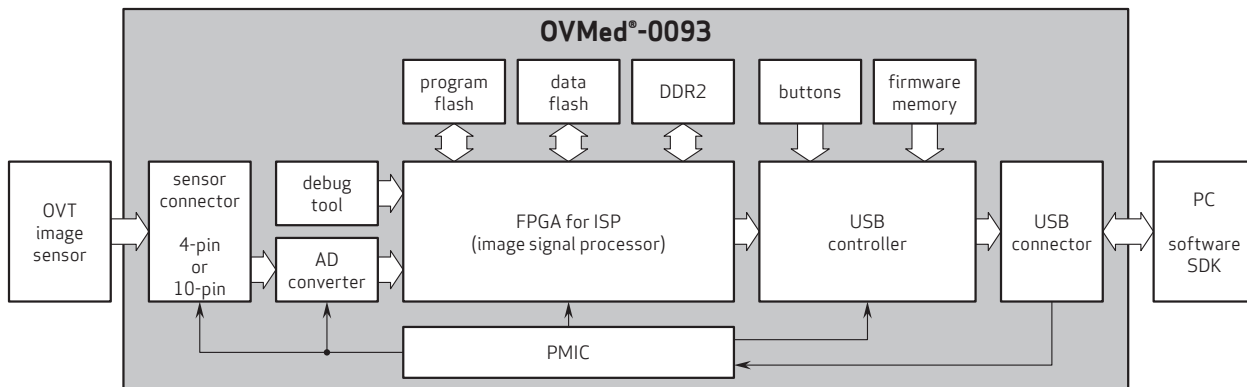 OVMed®-0093
program
flash
data
flash
DDR2
buttons
firmware
memory
OVT
image
sensor
sensor
connector
4-pin
or
10-pin
debug
tool
AD
converter
FPGA for ISP
(image signal processor)
USB
controller
USB
connector
PC
software
SDK
PMIC